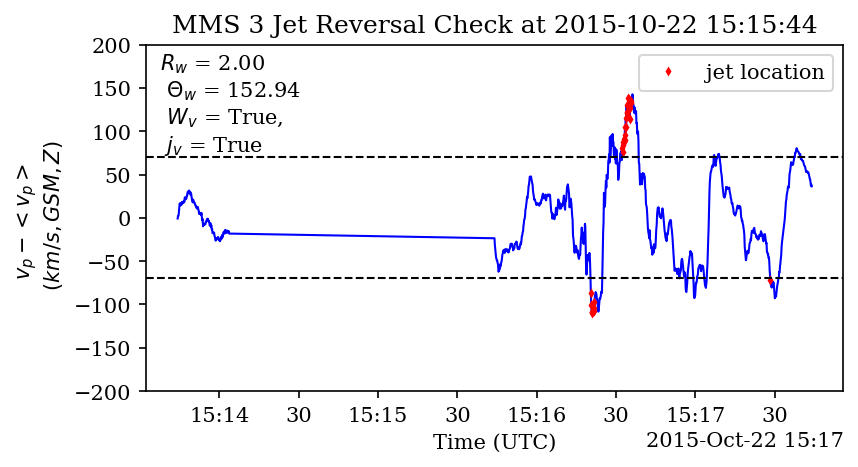 MMS 3 Jet Reversal Check at 2015-10-22 15:15:44
R_w = 2.00
Θ_w = 152.94
W_v = True,
j_v = True
jet location
200
150
100
50
0
−50
−100
−150
−200
v_p − < v_p >
(km/s, GSM, Z)
15:14 30 15:15 30 15:16 30 15:17 30
Time (UTC)
2015-Oct-22 15:17